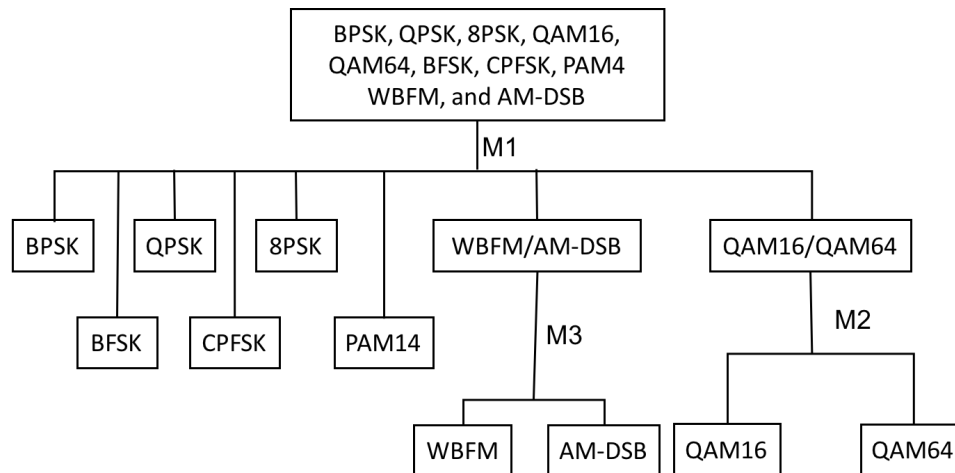 BPSK, QPSK, 8PSK, QAM16,
QAM64, BFSK, CPFSK, PAM4
WBFM, and AM-DSB
M1
BPSK
QPSK
8PSK
WBFM/AM-DSB
QAM16/QAM64
BFSK
CPFSK
PAM14
M3
M2
WBFM
AM-DSB
QAM16
QAM64